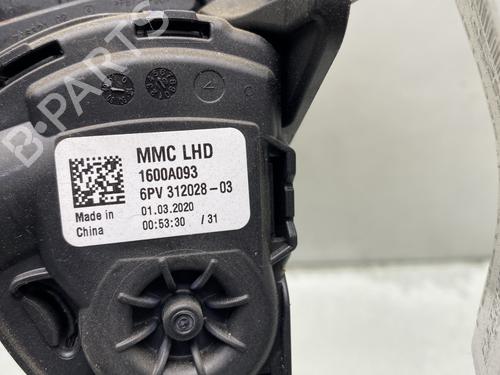 B-PARTS
MMC LHD
1600A093
6PV 312028-03
01.03.2020
00:53:30 / 31
Made in
China